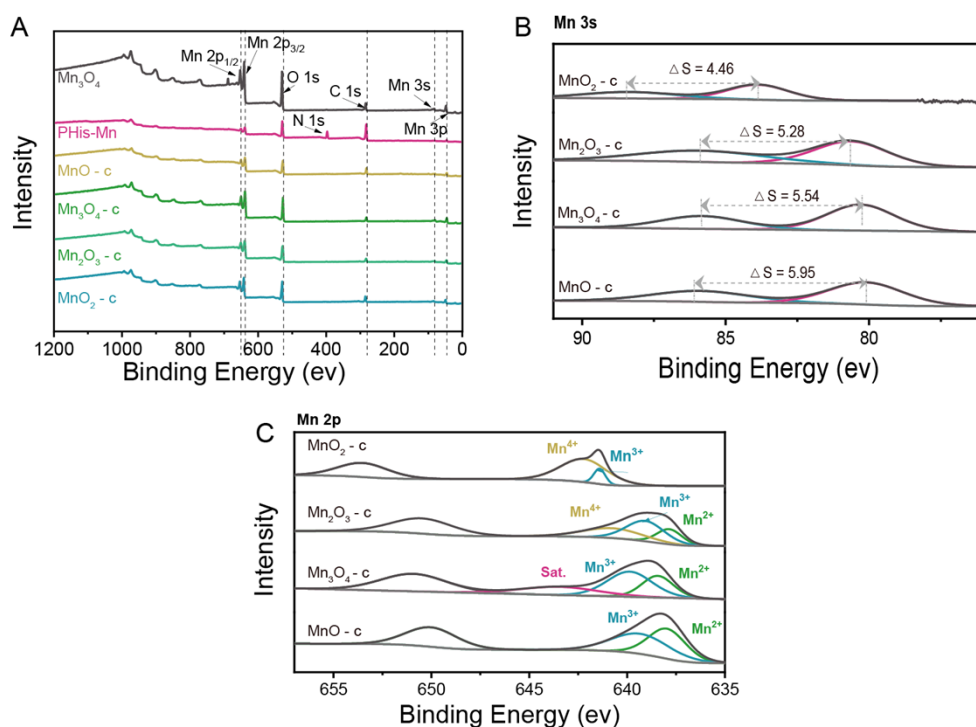 A
Mn₃O₄
Mn 2p₁/₂
Mn 2p₃/₂
O 1s
C 1s
Mn 3s
N 1s
Mn 3p
PHis-Mn
MnO - c
Mn₃O₄ - c
Mn₂O₃ - c
MnO₂ - c
Intensity
1200 1000 800 600 400 200 0
Binding Energy (ev)
B Mn 3s
MnO₂ - c
△ S = 4.46
Mn₂O₃ - c
△ S = 5.28
Mn₃O₄ - c
△ S = 5.54
MnO - c
△ S = 5.95
Intensity
90 85 80
Binding Energy (ev)
Mn 2p
C
MnO₂ - c
Mn⁴⁺
Mn³⁺
Mn₂O₃ - c
Mn⁴⁺
Mn³⁺
Mn²⁺
Mn₃O₄ - c
Sat.
Mn³⁺
Mn²⁺
MnO - c
Mn³⁺
Mn²⁺
Intensity
655 650 645 640 635
Binding Energy (ev)